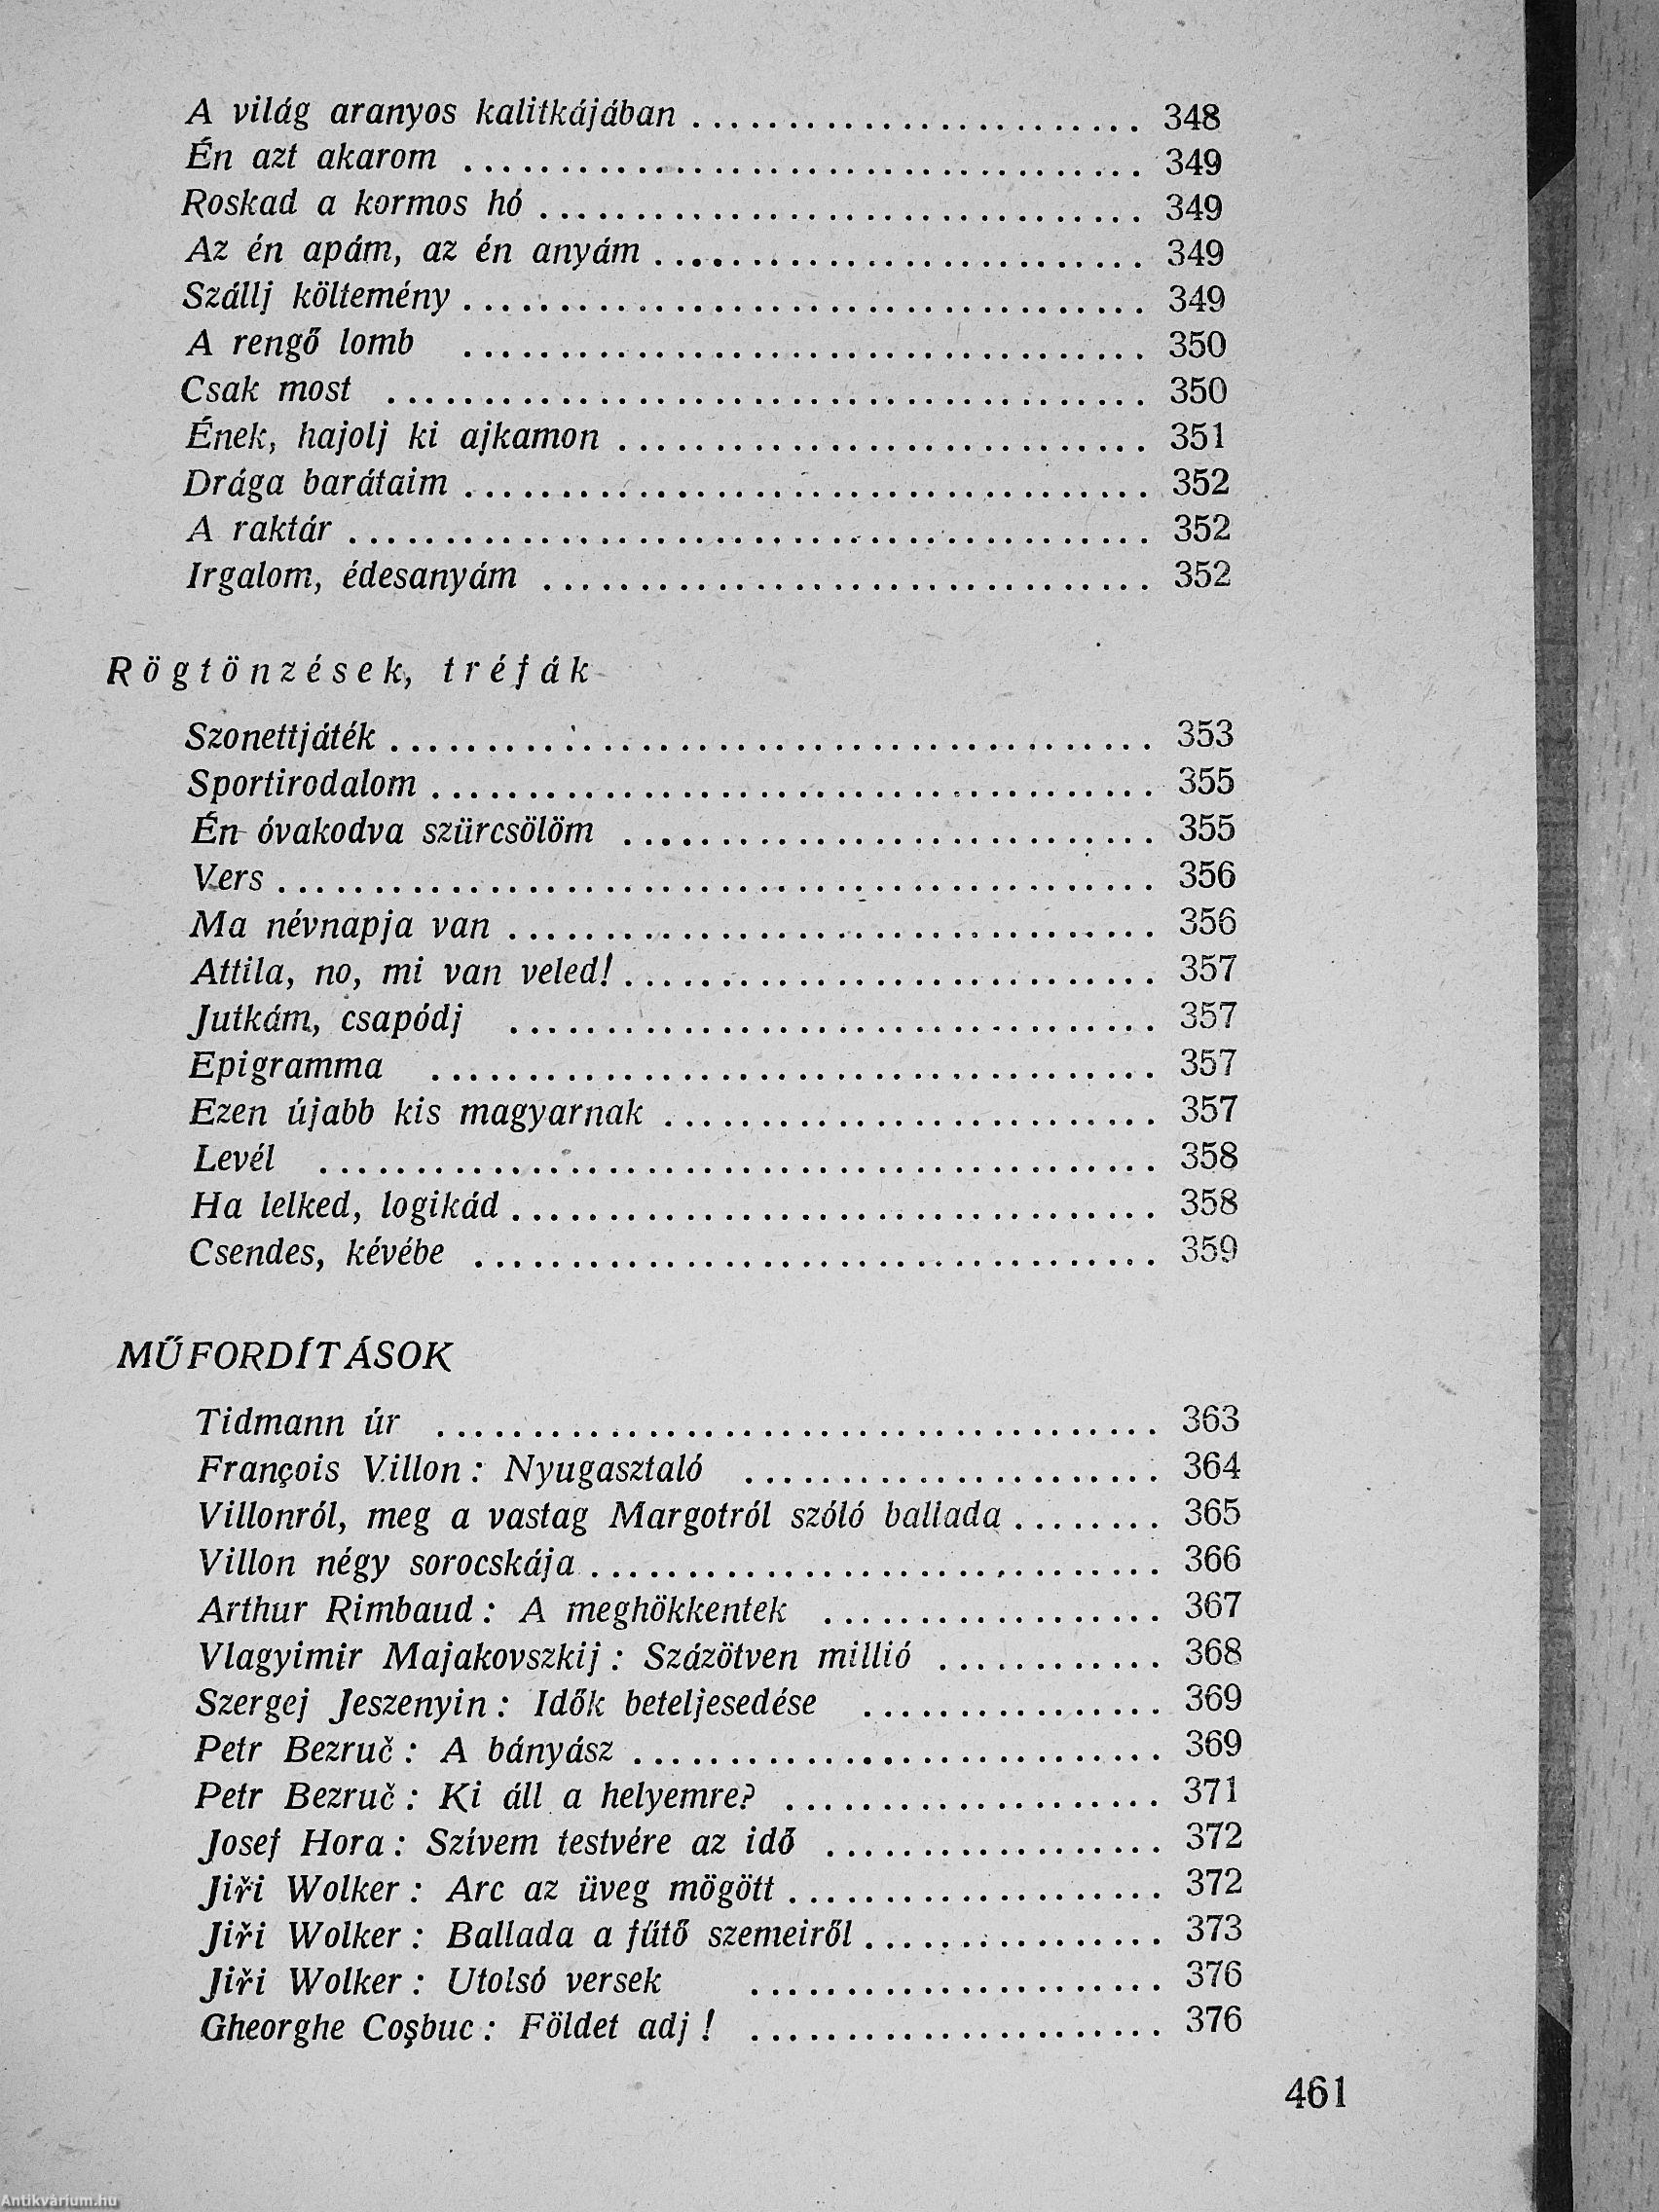 A világ aranyos kalitkájában ........................ 348
Én azt akarom .................................... 349
Roskad a kormos hó ................................ 349
Az én apám, az én anyám .......................... 349
Szállj költemény .................................... 349
A rengő lomb .................................... 350
Csak most ........................................ 350
Ének, hajolj ki ajkamon ............................ 351
Drága barátaim .................................... 352
A raktár .......................................... 352
Irgalom, édesanyám ................................ 352
Rögtönzések, tréfák
Szonettjáték ........................................ 353
Sportirodalom ...................................... 355
Én óvakodva szürcsölöm ............................ 355
Vers .............................................. 356
Ma névnapja van .................................. 356
Attila, no, mi van veled! ............................ 357
Jutkám, csapódj .................................. 357
Epigramma ...................................... 357
Ezen újabb kis magyarnak .......................... 357
Levél ............................................ 358
Ha lelked, logikád .................................. 358
Csendes, kévébe .................................... 359
MŰFORDÍTÁSOK
Tidmann úr ...................................... 363
François Villon : Nyugasztaló ...................... 364
Villonról, meg a vastag Margotról szóló ballada ........ 365
Villon négy sorocskája .............................. 366
Arthur Rimbaud : A meghökkentek .................. 367
Vlagyimir Majakovszkij : Százötven millió ............ 368
Szergej Jeszenyin : Idők beteljesedése ................ 369
Petr Bezruč : A bányász ............................ 369
Petr Bezruč : Ki áll a helyemre? .................... 371
Josef Hora : Szívem testvére az idő .................. 372
Jiři Wolker : Arc az üveg mögött .................... 372
Jiři Wolker : Ballada a fűtő szemeiről ................ 373
Jiři Wolker : Utolsó versek ...................... 376
Gheorghe Coşbuc : Földet adj ! ...................... 376
461
Antikvárium.hu